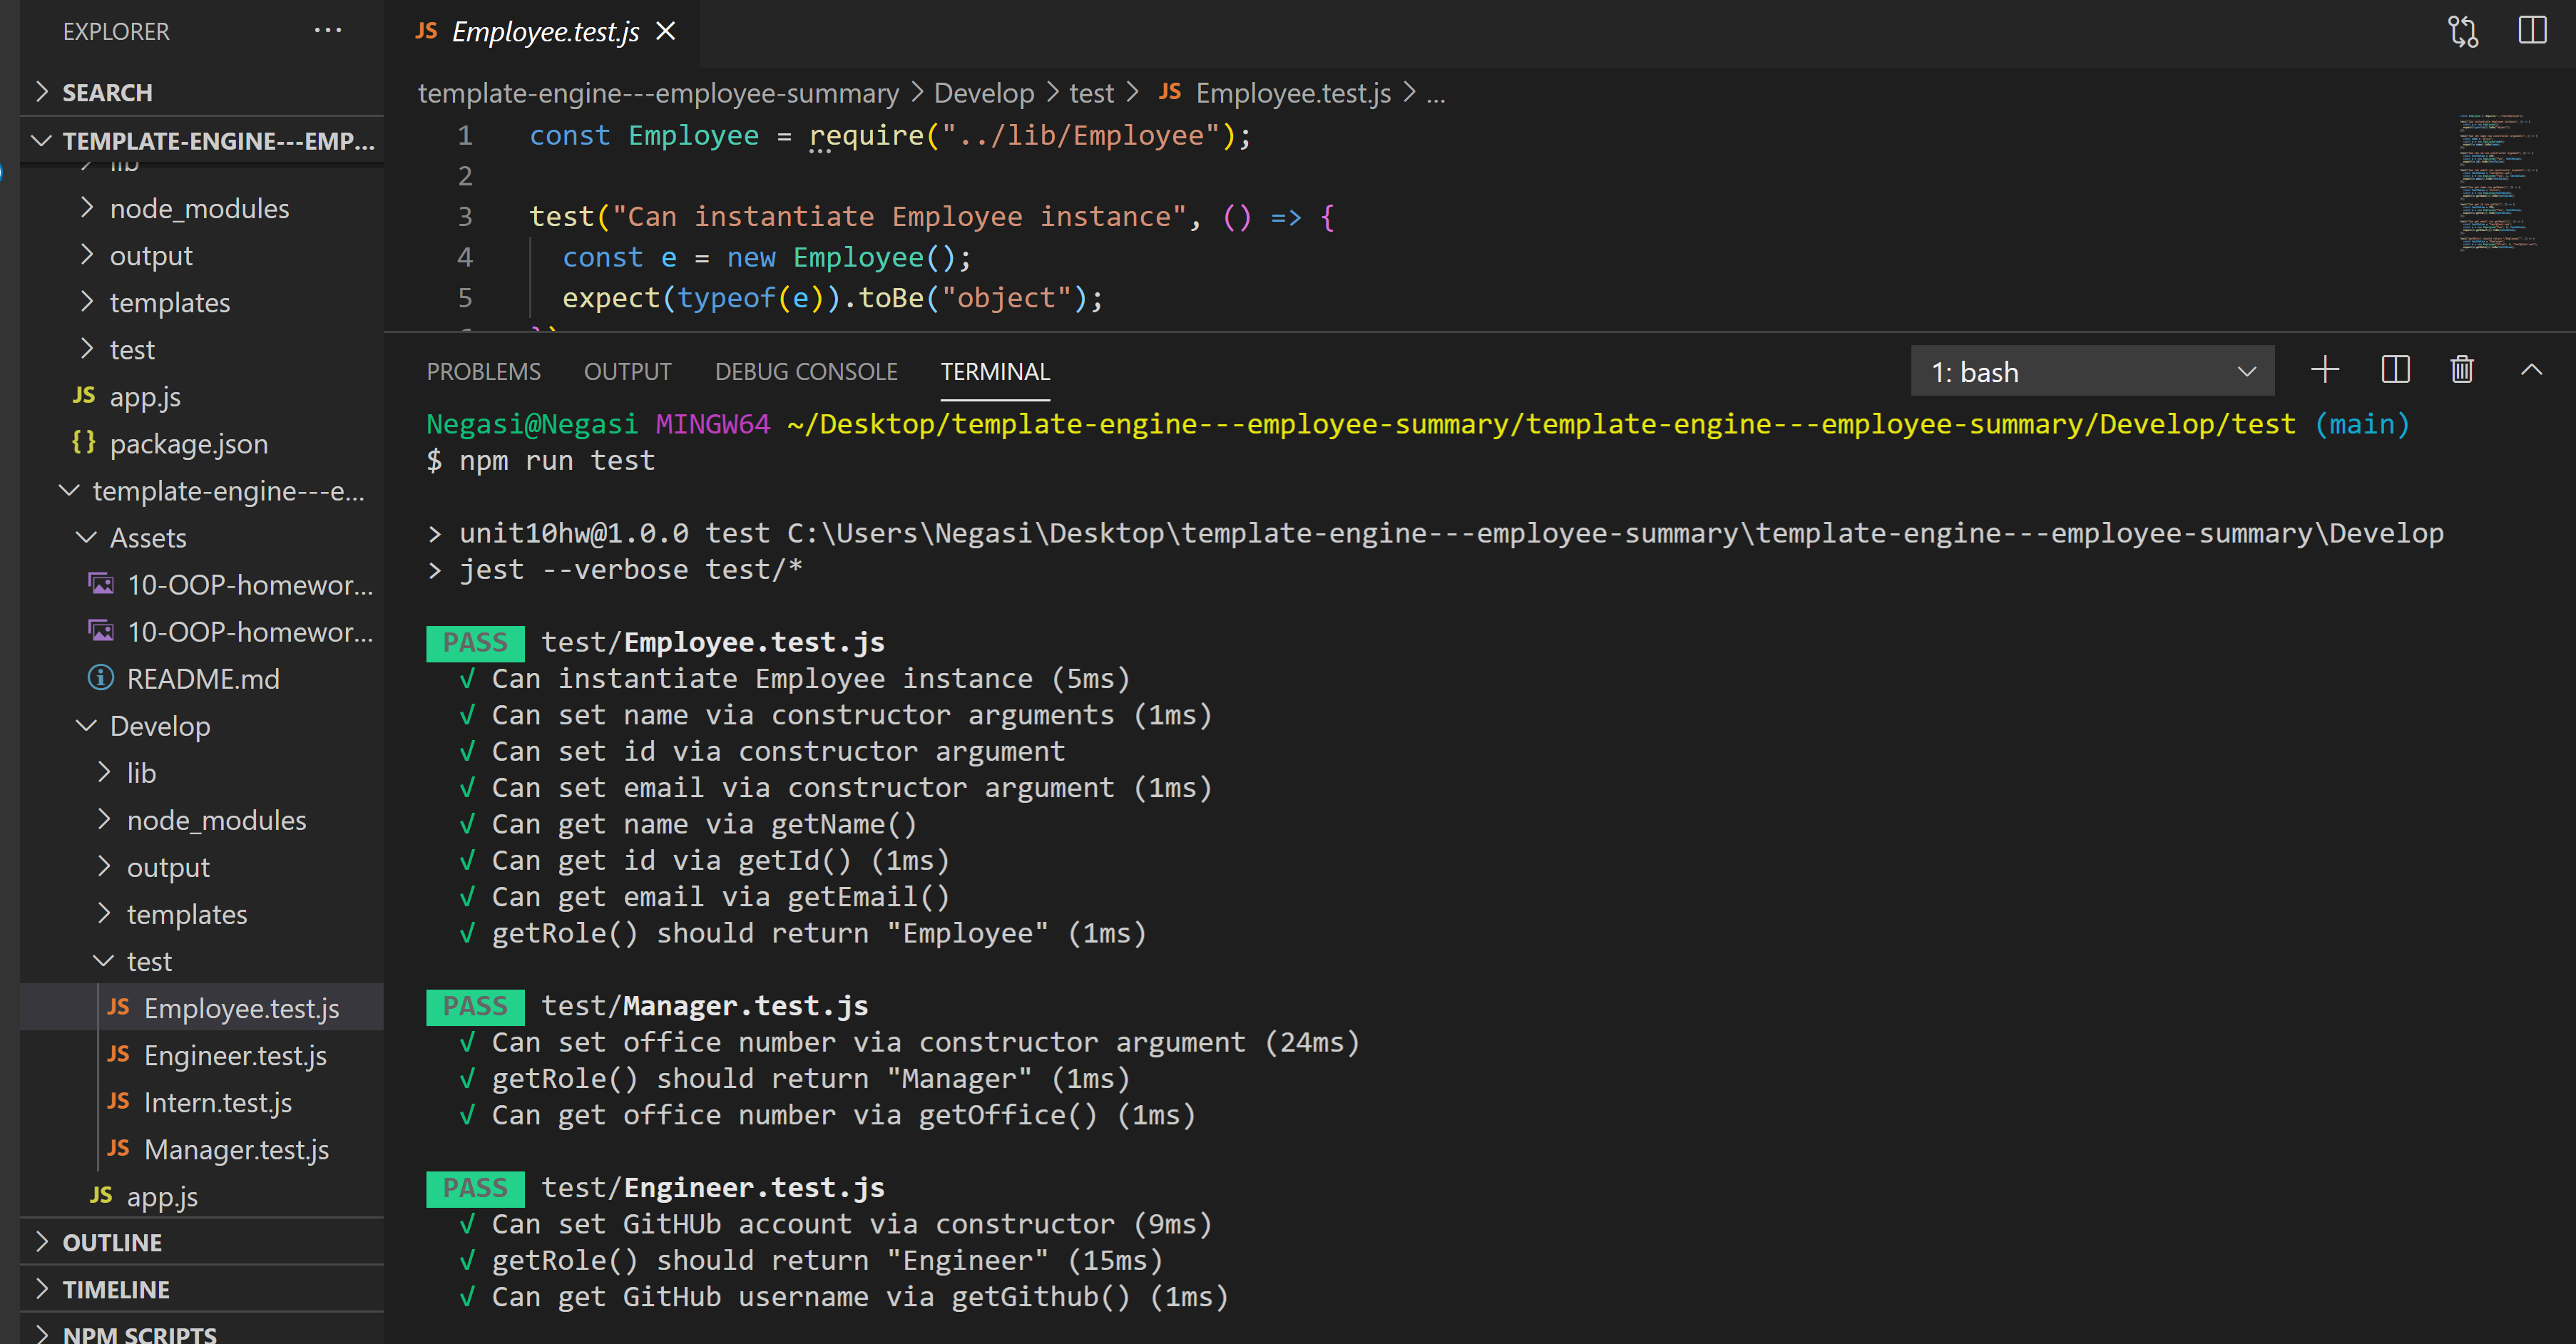 EXPLORER
SEARCH
TEMPLATE-ENGINE---EMP...
lib
node_modules
output
templates
test
JS app.js
{} package.json
template-engine---e...
Assets
10-OOP-homewor...
10-OOP-homewor...
README.md
Develop
lib
node_modules
output
templates
test
JS Employee.test.js
JS Engineer.test.js
JS Intern.test.js
JS Manager.test.js
JS app.js
OUTLINE
TIMELINE
NPM SCRIPTS
JS Employee.test.js
template-engine---employee-summary > Develop > test > JS Employee.test.js > ...
1 const Employee = require("../lib/Employee");
2
3 test("Can instantiate Employee instance", () => {
4 const e = new Employee();
5 expect(typeof(e)).toBe("object");
PROBLEMS OUTPUT DEBUG CONSOLE TERMINAL 1: bash
Negasi@Negasi MINGW64 ~/Desktop/template-engine---employee-summary/template-engine---employee-summary/Develop/test (main)
$ npm run test
> unit10hw@1.0.0 test C:\Users\Negasi\Desktop\template-engine---employee-summary\template-engine---employee-summary\Develop
> jest --verbose test/*
PASS test/Employee.test.js
√ Can instantiate Employee instance (5ms)
√ Can set name via constructor arguments (1ms)
√ Can set id via constructor argument
√ Can set email via constructor argument (1ms)
√ Can get name via getName()
√ Can get id via getId() (1ms)
√ Can get email via getEmail()
√ getRole() should return "Employee" (1ms)
PASS test/Manager.test.js
√ Can set office number via constructor argument (24ms)
√ getRole() should return "Manager" (1ms)
√ Can get office number via getOffice() (1ms)
PASS test/Engineer.test.js
√ Can set GitHUb account via constructor (9ms)
√ getRole() should return "Engineer" (15ms)
√ Can get GitHub username via getGithub() (1ms)